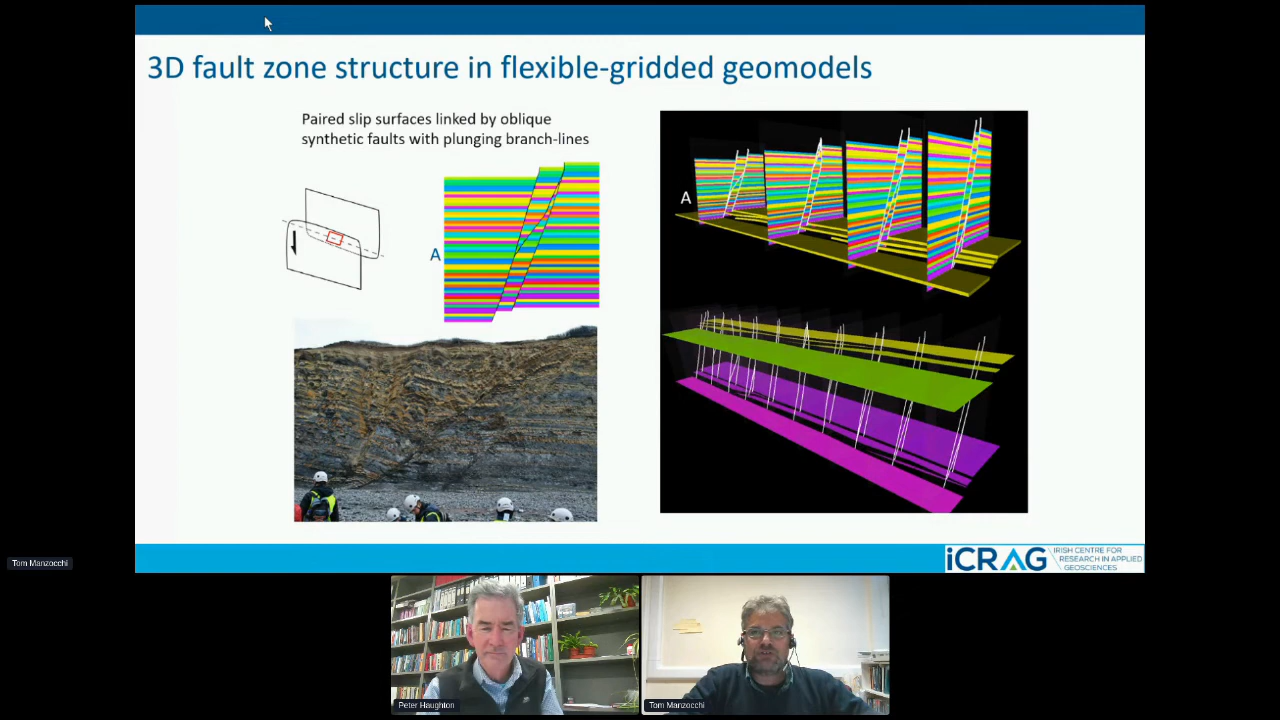 3D fault zone structure in flexible-gridded geomodels
Paired slip surfaces linked by oblique
synthetic faults with plunging branch-lines
A
A
iCRAG
IRISH CENTRE FOR
RESEARCH IN APPLIED
GEOSCIENCES
Tom Manzocchi
Peter Haughton
Tom Manzocchi